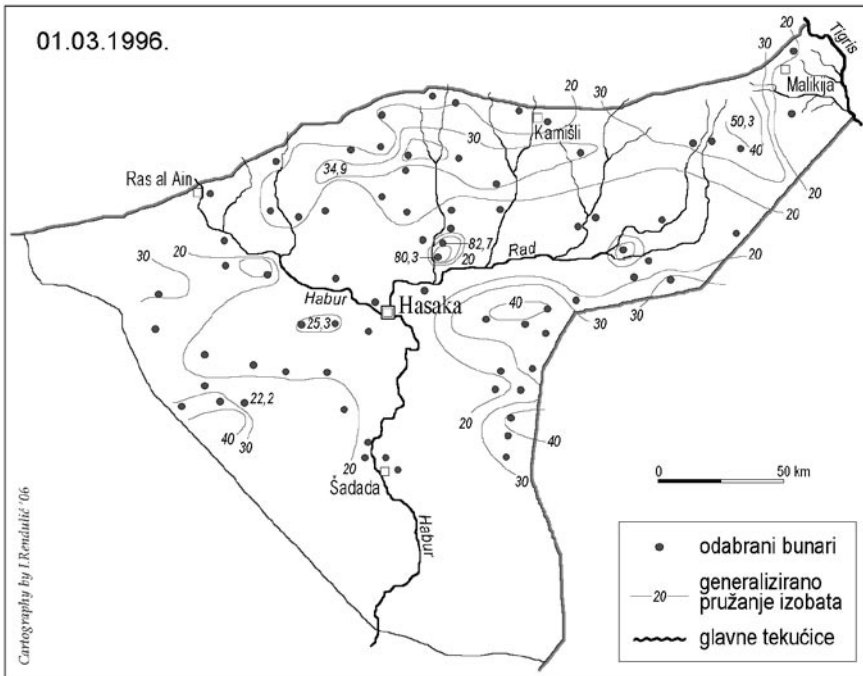 01.03.1996.
20
Tigris
30
Malikija
20
30
50,3
40
Kamišli
30
34,9
Ras al Ain
20
20
20
82,7
80,3
20
Rad
20
30
20
Habur
Hasaka
40
30
30
25,3
22,2
40
30
20
20
40
30
Šadada
Habur
0 50 km
odabrani bunari
20 generalizirano
pružanje izobata
glavne tekućice
Cartography by I.Rendulić '06